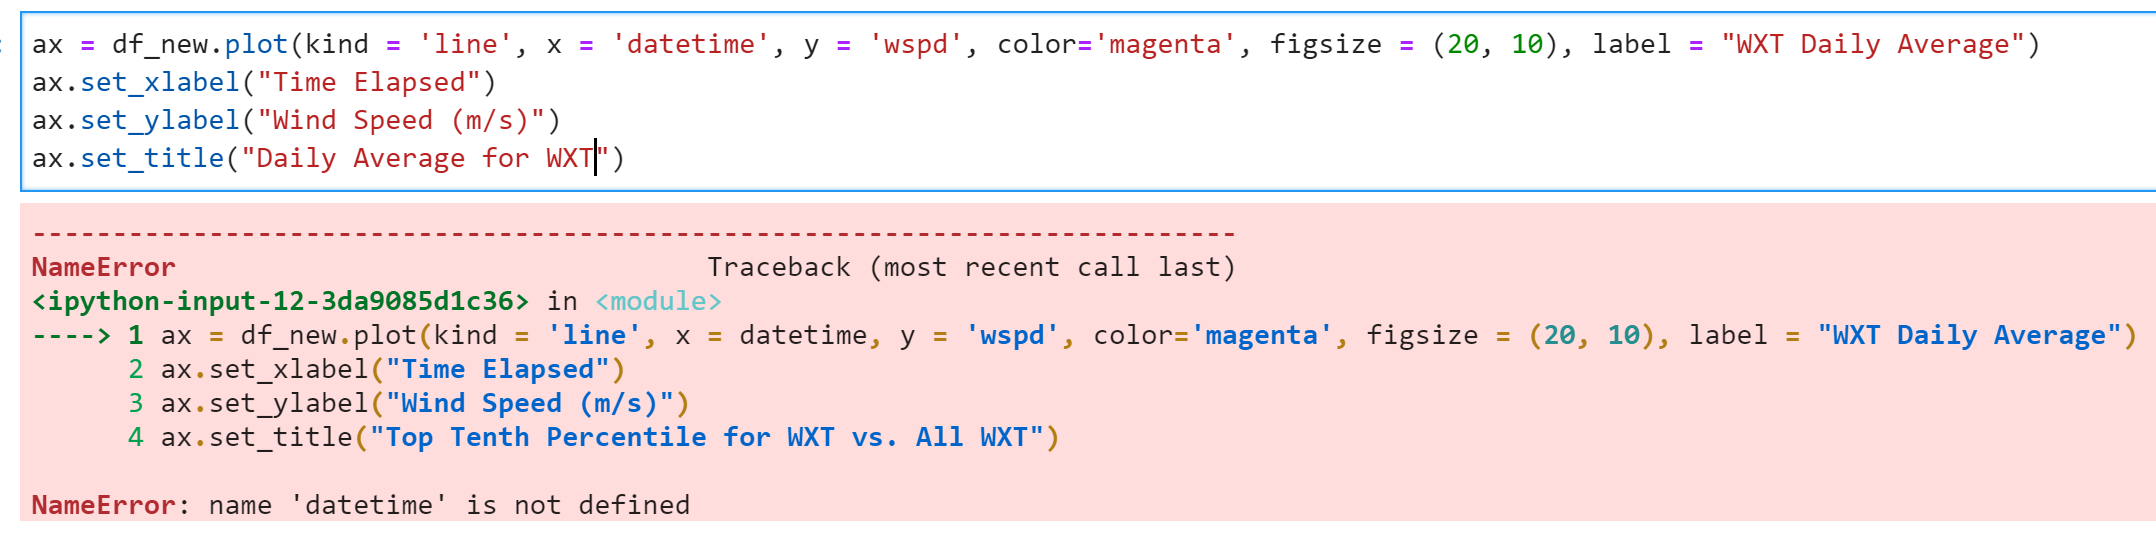 ax = df_new.plot(kind = 'line', x = 'datetime', y = 'wspd', color='magenta', figsize = (20, 10), label = "WXT Daily Average")
ax.set_xlabel("Time Elapsed")
ax.set_ylabel("Wind Speed (m/s)")
ax.set_title("Daily Average for WXT")
---------------------------------------------------------------------------
NameError                                 Traceback (most recent call last)
<ipython-input-12-3da9085d1c36> in <module>
----> 1 ax = df_new.plot(kind = 'line', x = datetime, y = 'wspd', color='magenta', figsize = (20, 10), label = "WXT Daily Average")
      2 ax.set_xlabel("Time Elapsed")
      3 ax.set_ylabel("Wind Speed (m/s)")
      4 ax.set_title("Top Tenth Percentile for WXT vs. All WXT")
NameError: name 'datetime' is not defined